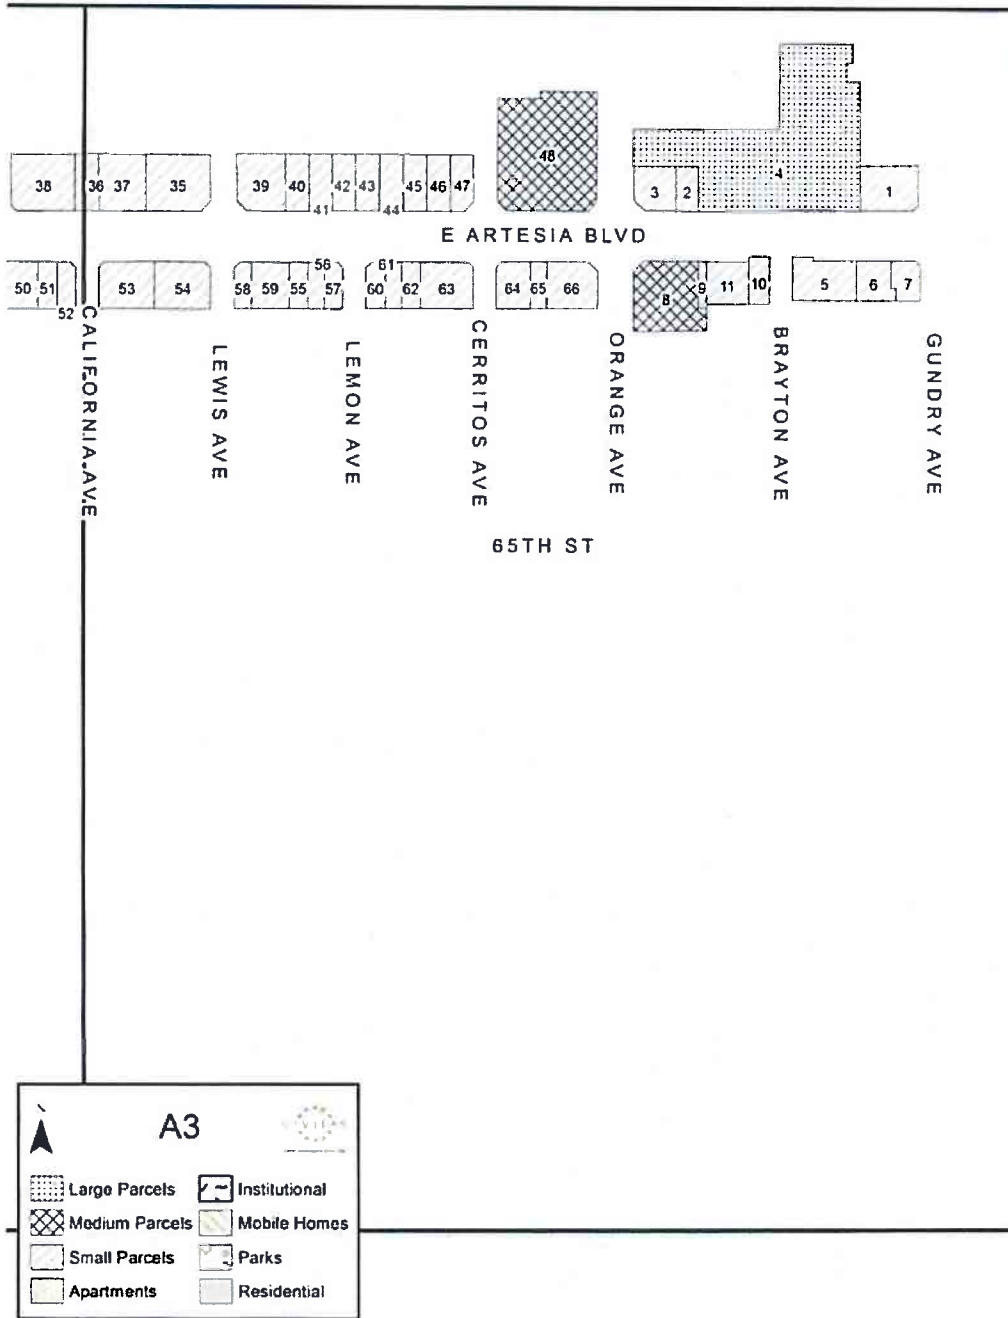 48
38 36 37 35
39 40 42 43 45 46 47
41 44
3 2 4 1
E ARTESIA BLVD
56 61
50 51 53 54
58 59 55 57
60 62 63
64 65 66
8 9 11 10
5 6 7
52
CALIFORNIA AVE
LEWIS AVE
LEMON AVE
CERRITOS AVE
ORANGE AVE
BRAYTON AVE
GUNDRY AVE
65TH ST
A3
Large Parcels
Institutional
Medium Parcels
Mobile Homes
Small Parcels
Parks
Apartments
Residential